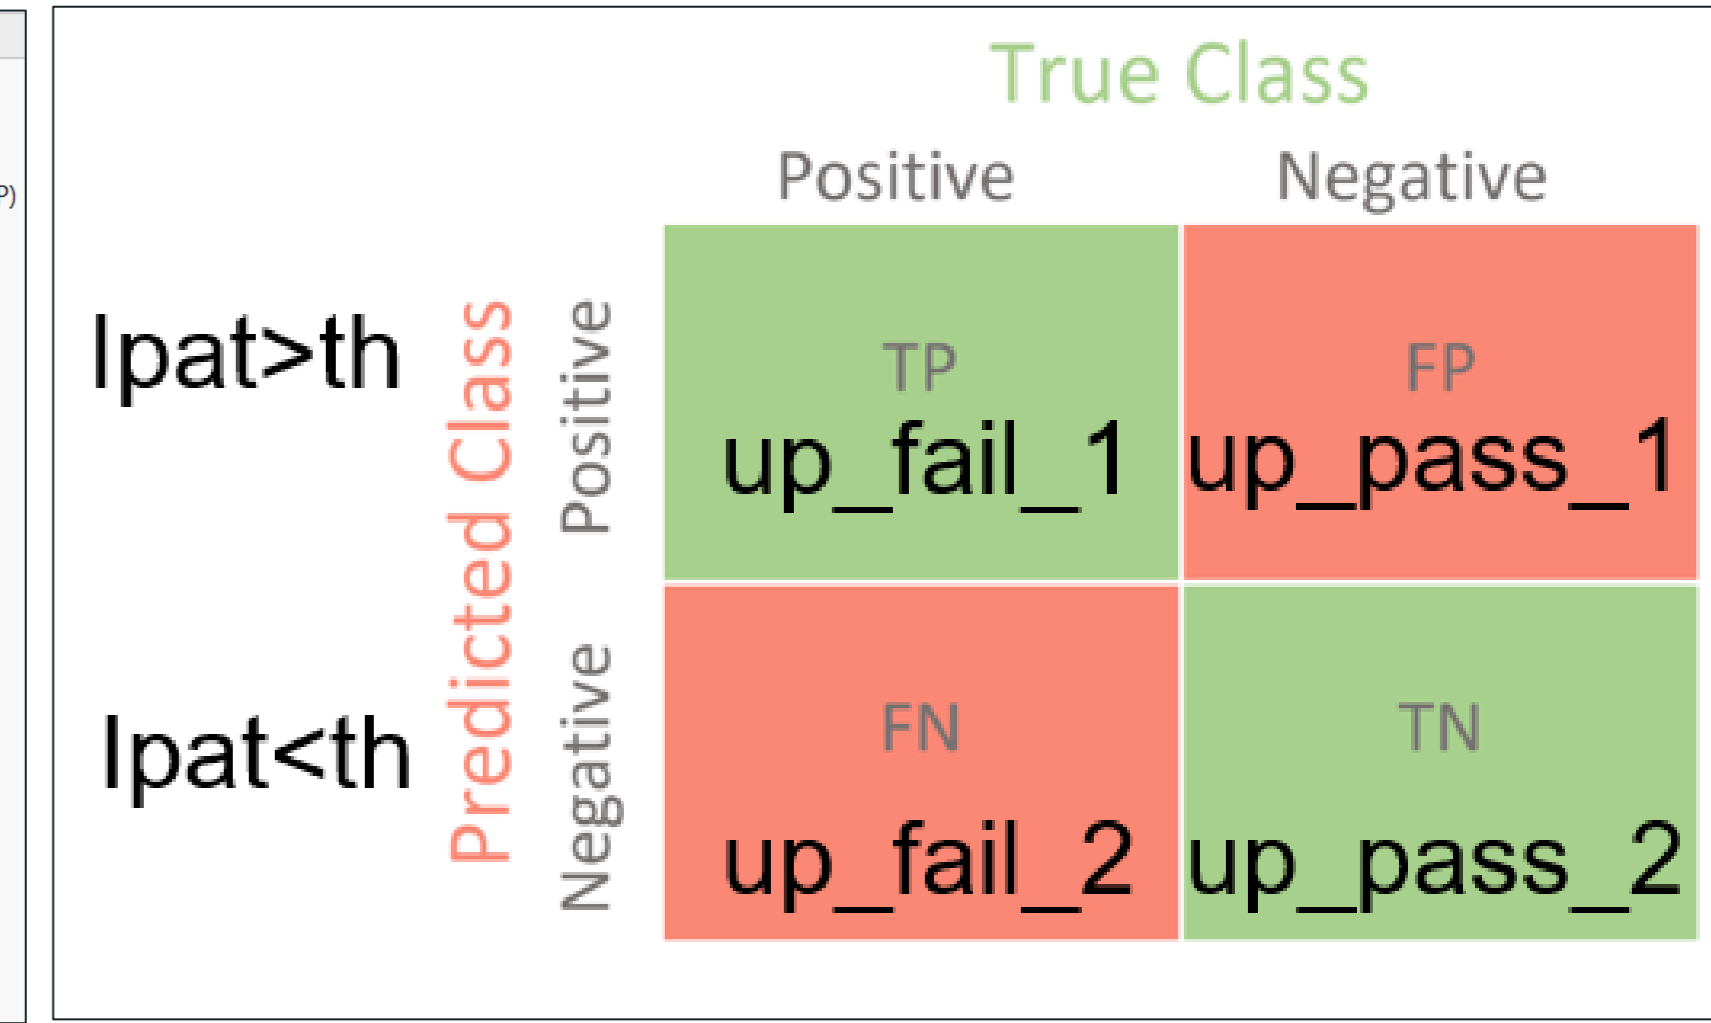 P)
True Class
Positive Negative
Ipat>th
Ipat<th
Predicted Class
Positive
Negative
TP
up_fail_1
FP
up_pass_1
FN
up_fail_2
TN
up_pass_2